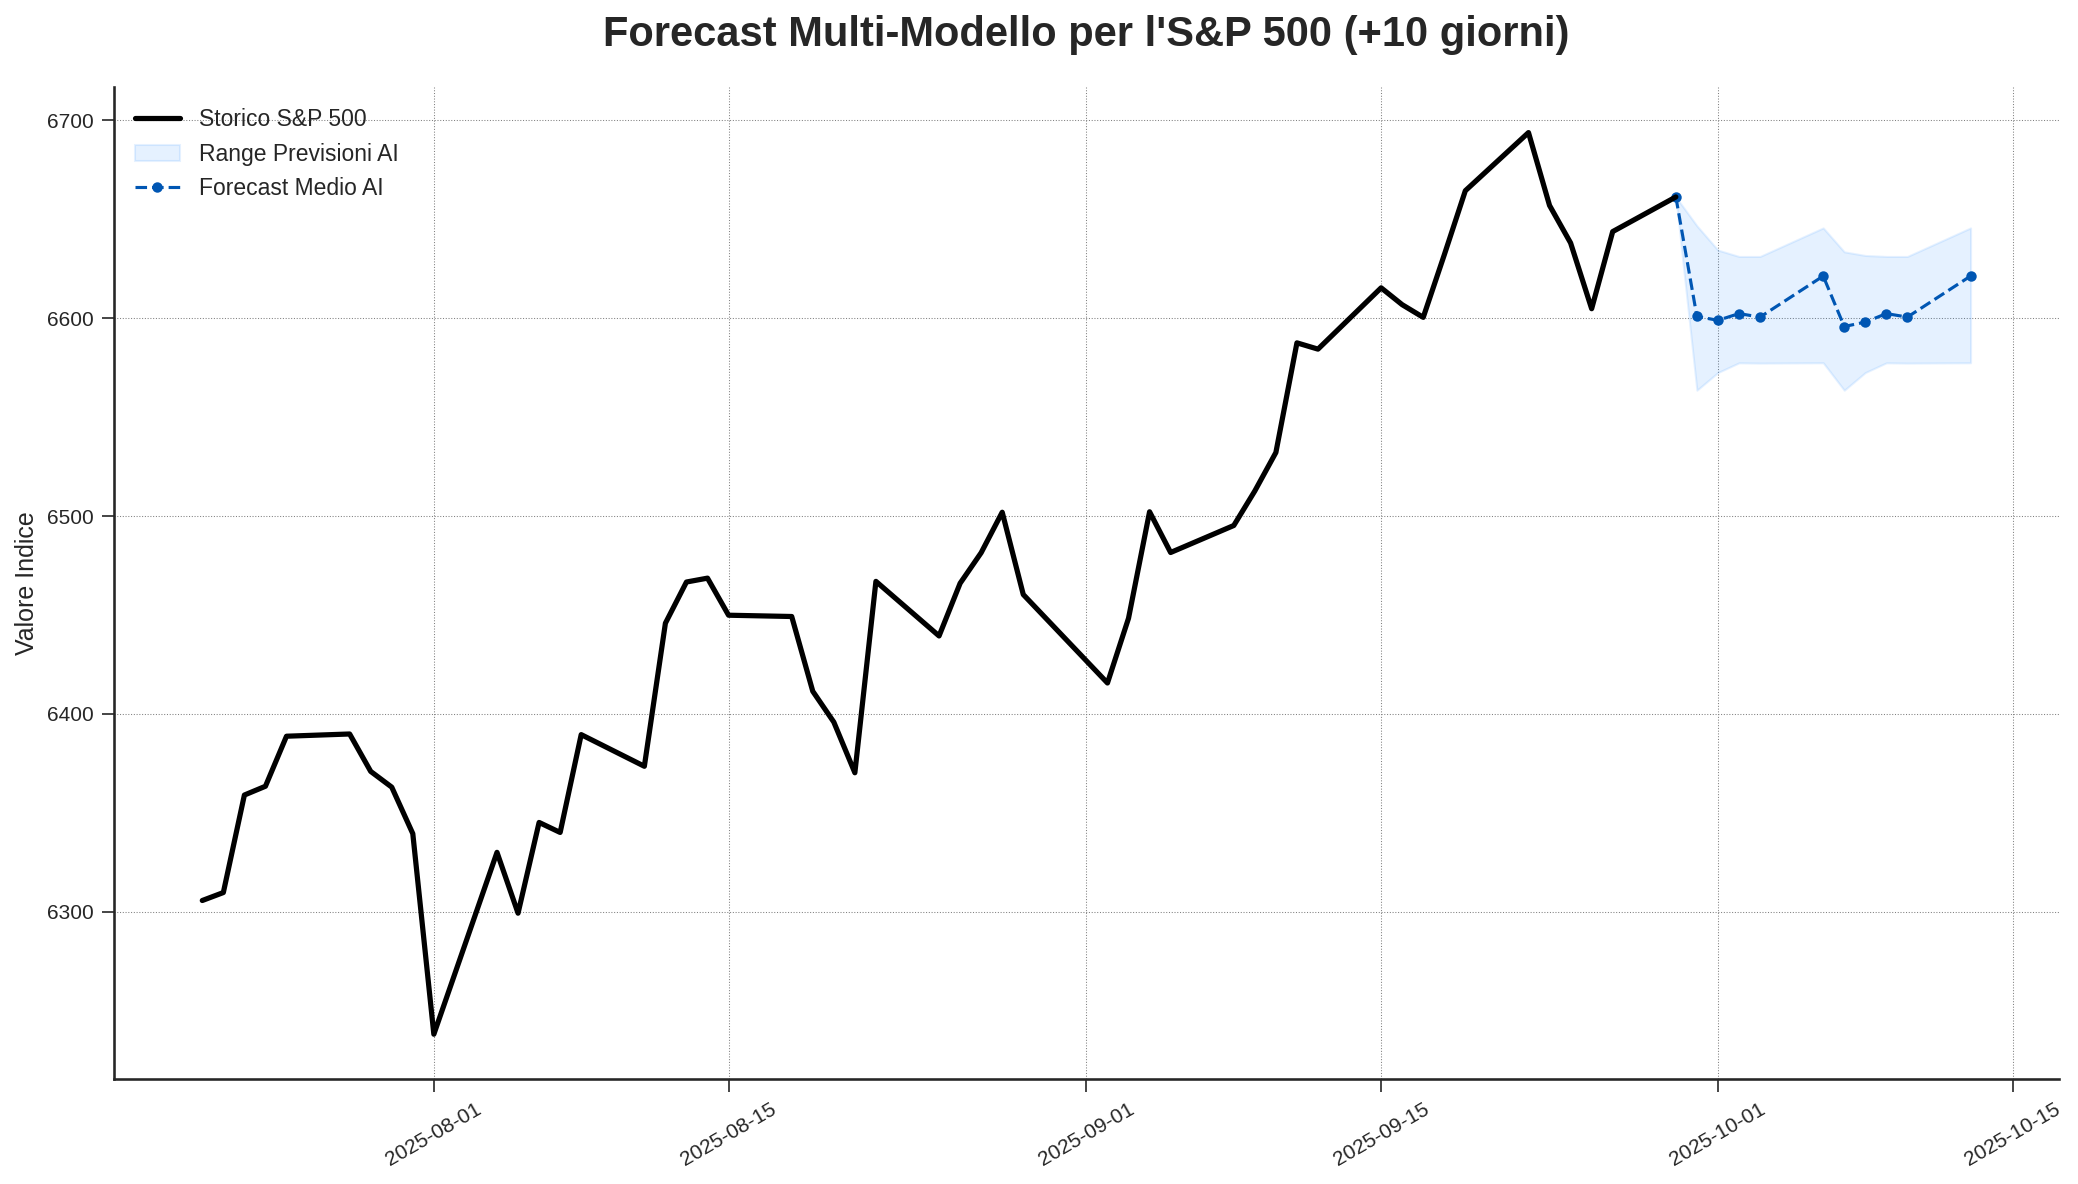 Forecast Multi-Modello per l'S&P 500 (+10 giorni)
Storico S&P 500
Range Previsioni AI
Forecast Medio AI
Valore Indice
6700
6600
6500
6400
6300
2025-08-01
2025-08-15
2025-09-01
2025-09-15
2025-10-01
2025-10-15